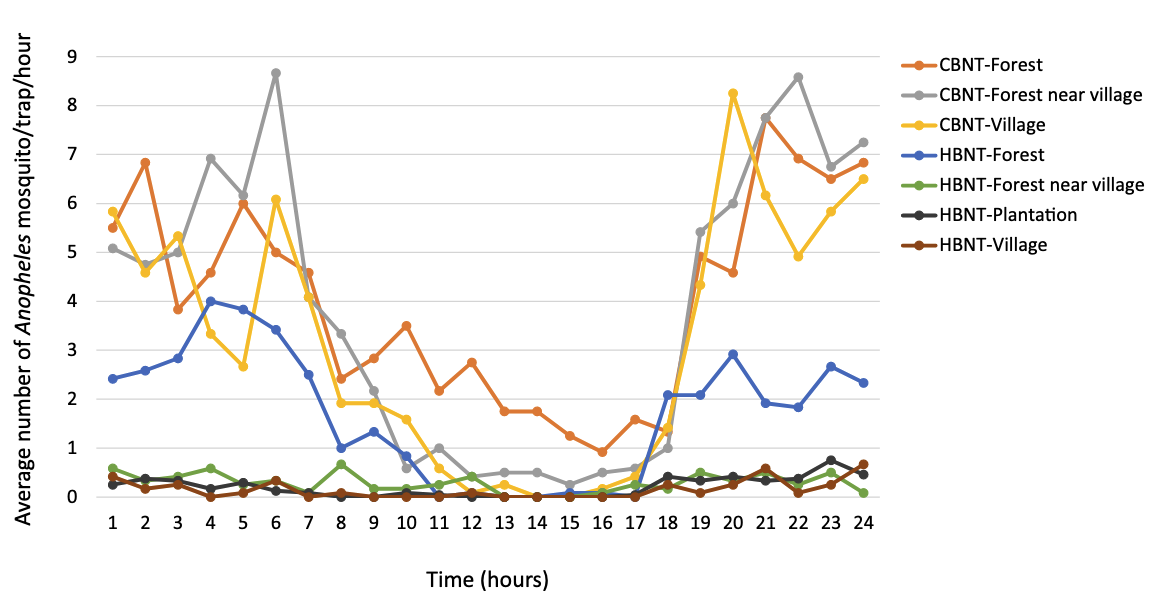 Average number of Anopheles mosquito/trap/hour
9
8
7
6
5
4
3
2
1
0
1 2 3 4 5 6 7 8 9 10 11 12 13 14 15 16 17 18 19 20 21 22 23 24
Time (hours)
CBNT-Forest
CBNT-Forest near village
CBNT-Village
HBNT-Forest
HBNT-Forest near village
HBNT-Plantation
HBNT-Village